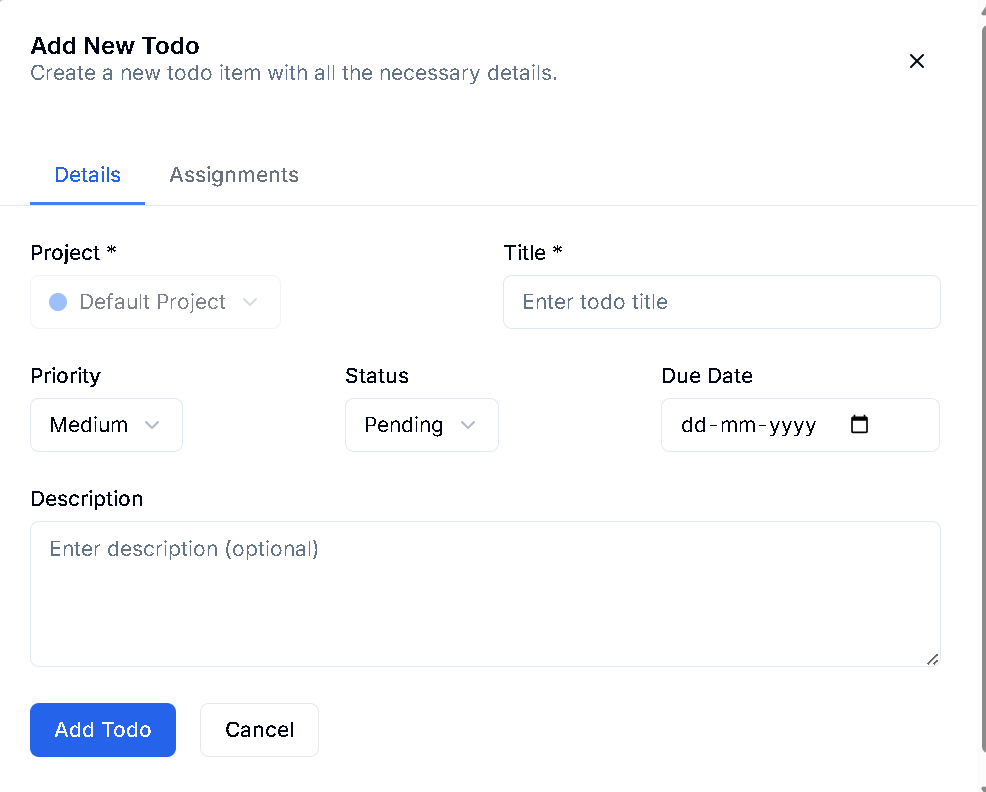 Add New Todo
Create a new todo item with all the necessary details.
Details Assignments
Project * Title *
Default Project Enter todo title
Priority Status Due Date
Medium Pending dd-mm-yyyy
Description
Enter description (optional)
Add Todo Cancel